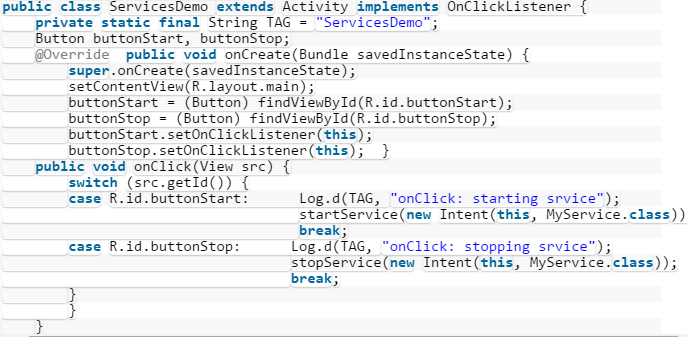 public class ServicesDemo extends Activity implements OnClickListener {
    private static final String TAG = "ServicesDemo";
    Button buttonStart, buttonStop;
    @Override  public void onCreate(Bundle savedInstanceState) {
        super.onCreate(savedInstanceState);
        setContentView(R.layout.main);
        buttonStart = (Button) findViewById(R.id.buttonStart);
        buttonStop = (Button) findViewById(R.id.buttonStop);
        buttonStart.setOnClickListener(this);
        buttonStop.setOnClickListener(this);  }
    public void onClick(View src) {
        switch (src.getId()) {
        case R.id.buttonStart:      Log.d(TAG, "onClick: starting srvice");
                                    startService(new Intent(this, MyService.class))
                                    break;
        case R.id.buttonStop:      Log.d(TAG, "onClick: stopping srvice");
                                   stopService(new Intent(this, MyService.class));
                                   break;
        }
        }
    }